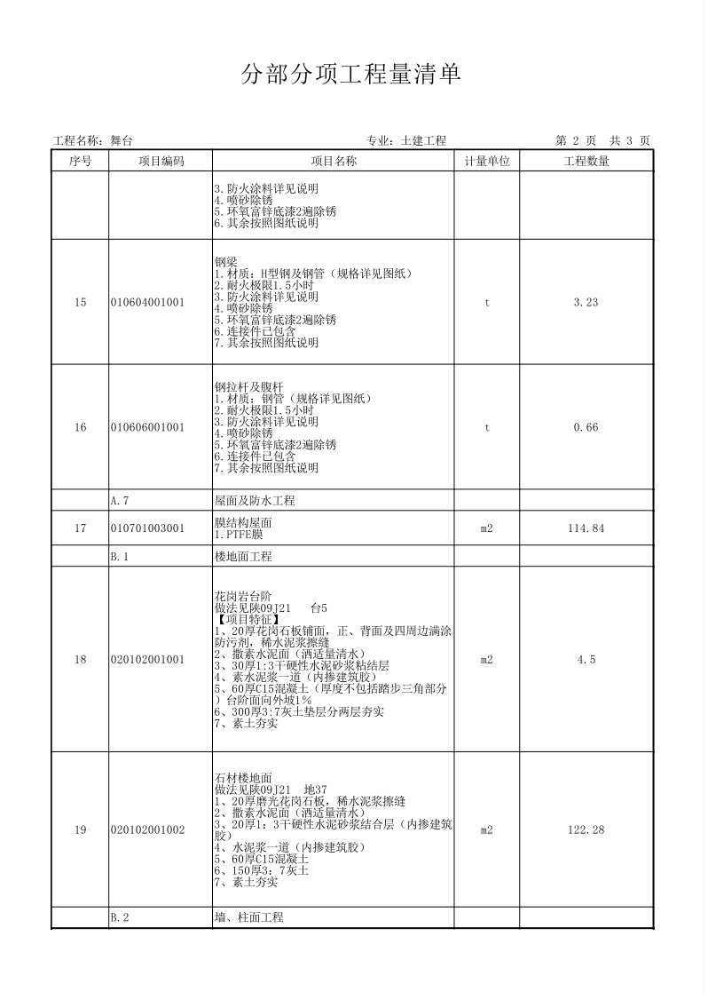 分部分项工程量清单
工程名称：舞台 专业：土建工程 第 2 页 共 3 页
序号 项目编码 项目名称 计量单位 工程数量
3.防火涂料详见说明
4.喷砂除锈
5.环氧富锌底漆2遍除锈
6.其余按照图纸说明
钢梁
1.材质：H型钢及钢管（规格详见图纸）
2.耐火极限1.5小时
3.防火涂料详见说明
15 010604001001 t 3.23
4.喷砂除锈
5.环氧富锌底漆2遍除锈
6.连接件已包含
7.其余按照图纸说明
钢拉杆及腹杆
1.材质：钢管（规格详见图纸）
2.耐火极限1.5小时
3.防火涂料详见说明
16 010606001001 t 0.66
4.喷砂除锈
5.环氧富锌底漆2遍除锈
6.连接件已包含
7.其余按照图纸说明
A.7 屋面及防水工程
膜结构屋面
17 010701003001 m2 114.84
1.PTFE膜
B.1 楼地面工程
花岗岩台阶
做法见陕09J21 台5
【项目特征】
1、20厚花岗石板铺面，正、背面及四周边满涂
防污剂，稀水泥浆擦缝
2、撒素水泥面（洒适量清水）
18 020102001001 m2 4.5
3、30厚1:3干硬性水泥砂浆粘结层
4、素水泥浆一道（内掺建筑胶）
5、60厚C15混凝土（厚度不包括踏步三角部分
）台阶面向外坡1％
6、300厚3:7灰土垫层分两层夯实
7、素土夯实
石材楼地面
做法见陕09J21 地37
1、20厚磨光花岗石板，稀水泥浆擦缝
2、撒素水泥面（洒适量清水）
3、20厚1：3干硬性水泥砂浆结合层（内掺建筑
19 020102001002 m2 122.28
胶）
4、水泥浆一道（内掺建筑胶）
5、60厚C15混凝土
6、150厚3：7灰土
7、素土夯实
B.2 墙、柱面工程